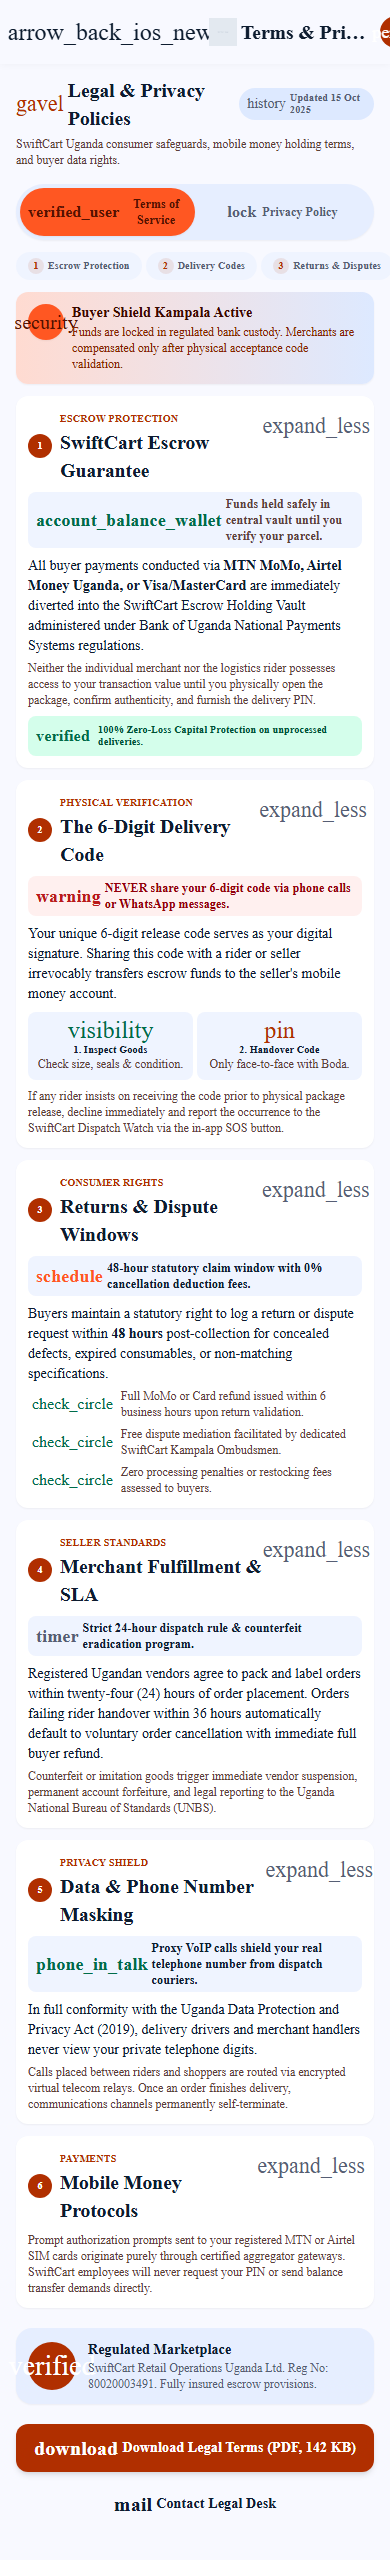 arrow_back_ios_new Terms & Pri...
gavel Legal & Privacy Policies
history Updated 15 Oct 2025
SwiftCart Uganda consumer safeguards, mobile money holding terms,
and buyer data rights.
verified_user Terms of Service
lock Privacy Policy
1 Escrow Protection
2 Delivery Codes
3 Returns & Disputes
security
Buyer Shield Kampala Active
Funds are locked in regulated bank custody. Merchants are
compensated only after physical acceptance code
validation.
ESCROW PROTECTION
1 SwiftCart Escrow
Guarantee
expand_less
account_balance_wallet
Funds held safely in
central vault until you
verify your parcel.
All buyer payments conducted via MTN MoMo, Airtel
Money Uganda, or Visa/MasterCard are immediately
diverted into the SwiftCart Escrow Holding Vault
administered under Bank of Uganda National Payments
Systems regulations.
Neither the individual merchant nor the logistics rider possesses
access to your transaction value until you physically open the
package, confirm authenticity, and furnish the delivery PIN.
verified
100% Zero-Loss Capital Protection on unprocessed
deliveries.
PHYSICAL VERIFICATION
2 The 6-Digit Delivery
Code
expand_less
warning
NEVER share your 6-digit code via phone calls
or WhatsApp messages.
Your unique 6-digit release code serves as your digital
signature. Sharing this code with a rider or seller
irrevocably transfers escrow funds to the seller's mobile
money account.
visibility
1. Inspect Goods
Check size, seals & condition.
pin
2. Handover Code
Only face-to-face with Boda.
If any rider insists on receiving the code prior to physical package
release, decline immediately and report the occurrence to the
SwiftCart Dispatch Watch via the in-app SOS button.
CONSUMER RIGHTS
3 Returns & Dispute
Windows
expand_less
schedule
48-hour statutory claim window with 0%
cancellation deduction fees.
Buyers maintain a statutory right to log a return or dispute
request within 48 hours post-collection for concealed
defects, expired consumables, or non-matching
specifications.
check_circle
Full MoMo or Card refund issued within 6
business hours upon return validation.
check_circle
Free dispute mediation facilitated by dedicated
SwiftCart Kampala Ombudsmen.
check_circle
Zero processing penalties or restocking fees
assessed to buyers.
SELLER STANDARDS
4 Merchant Fulfillment &
SLA
expand_less
timer
Strict 24-hour dispatch rule & counterfeit
eradication program.
Registered Ugandan vendors agree to pack and label orders
within twenty-four (24) hours of order placement. Orders
failing rider handover within 36 hours automatically
default to voluntary order cancellation with immediate full
buyer refund.
Counterfeit or imitation goods trigger immediate vendor suspension,
permanent account forfeiture, and legal reporting to the Uganda
National Bureau of Standards (UNBS).
PRIVACY SHIELD
5 Data & Phone Number
Masking
expand_less
phone_in_talk
Proxy VoIP calls shield your real
telephone number from dispatch
couriers.
In full conformity with the Uganda Data Protection and
Privacy Act (2019), delivery drivers and merchant handlers
never view your private telephone digits.
Calls placed between riders and shoppers are routed via encrypted
virtual telecom relays. Once an order finishes delivery,
communications channels permanently self-terminate.
PAYMENTS
6 Mobile Money
Protocols
expand_less
Prompt authorization prompts sent to your registered MTN or Airtel
SIM cards originate purely through certified aggregator gateways.
SwiftCart employees will never request your PIN or send balance
transfer demands directly.
verified
Regulated Marketplace
SwiftCart Retail Operations Uganda Ltd. Reg No:
80020003491. Fully insured escrow provisions.
download Download Legal Terms (PDF, 142 KB)
mail Contact Legal Desk